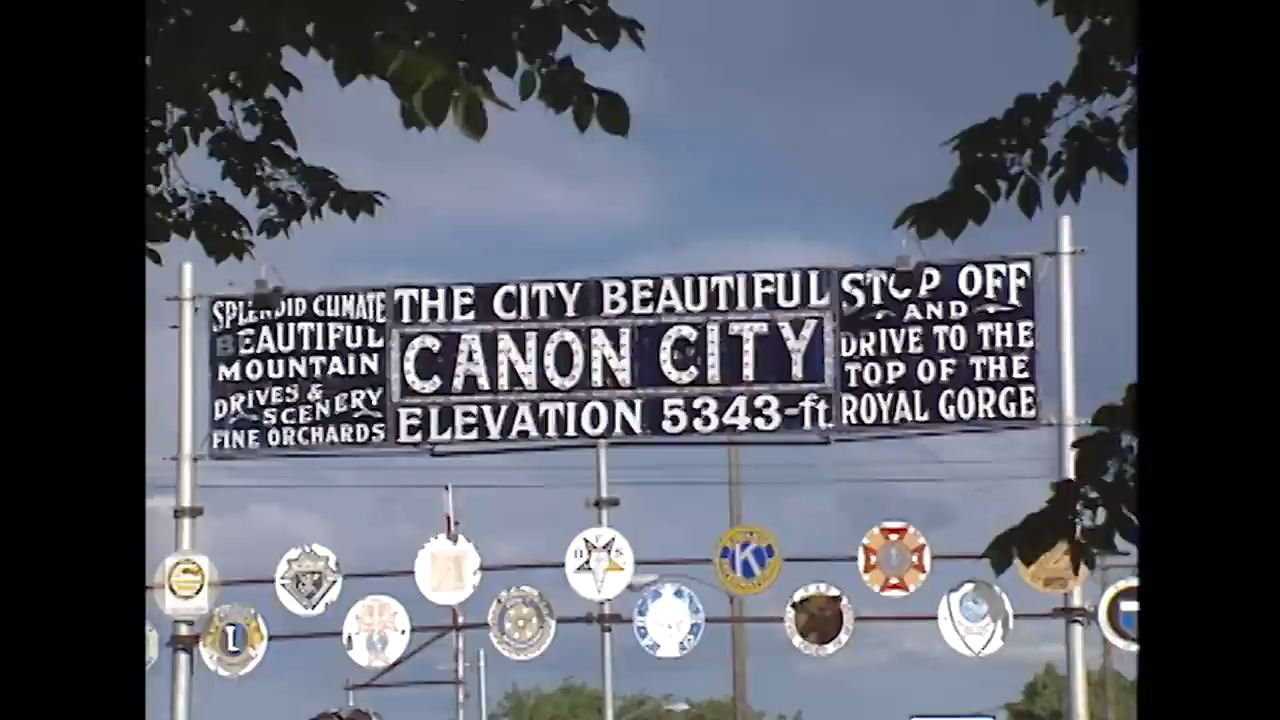 SPLENDID CLIMATE
BEAUTIFUL
MOUNTAIN
DRIVES &
SCENERY
FINE ORCHARDS
THE CITY BEAUTIFUL
CANON CITY
ELEVATION 5343-ft.
STOP OFF
AND
DRIVE TO THE
TOP OF THE
ROYAL GORGE
L
K